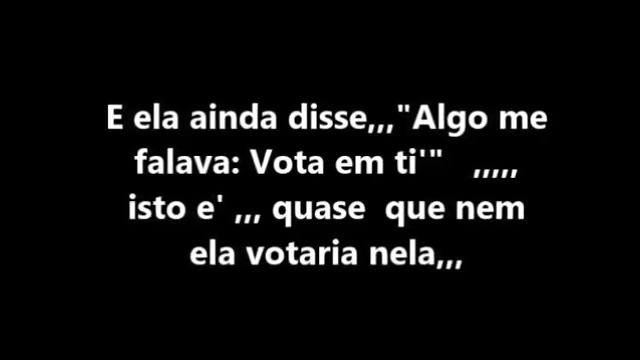 E ela ainda disse,,,"Algo me
falava: Vota em ti'" ,,,,,
isto e' ,,, quase que nem
ela votaria nela,,,